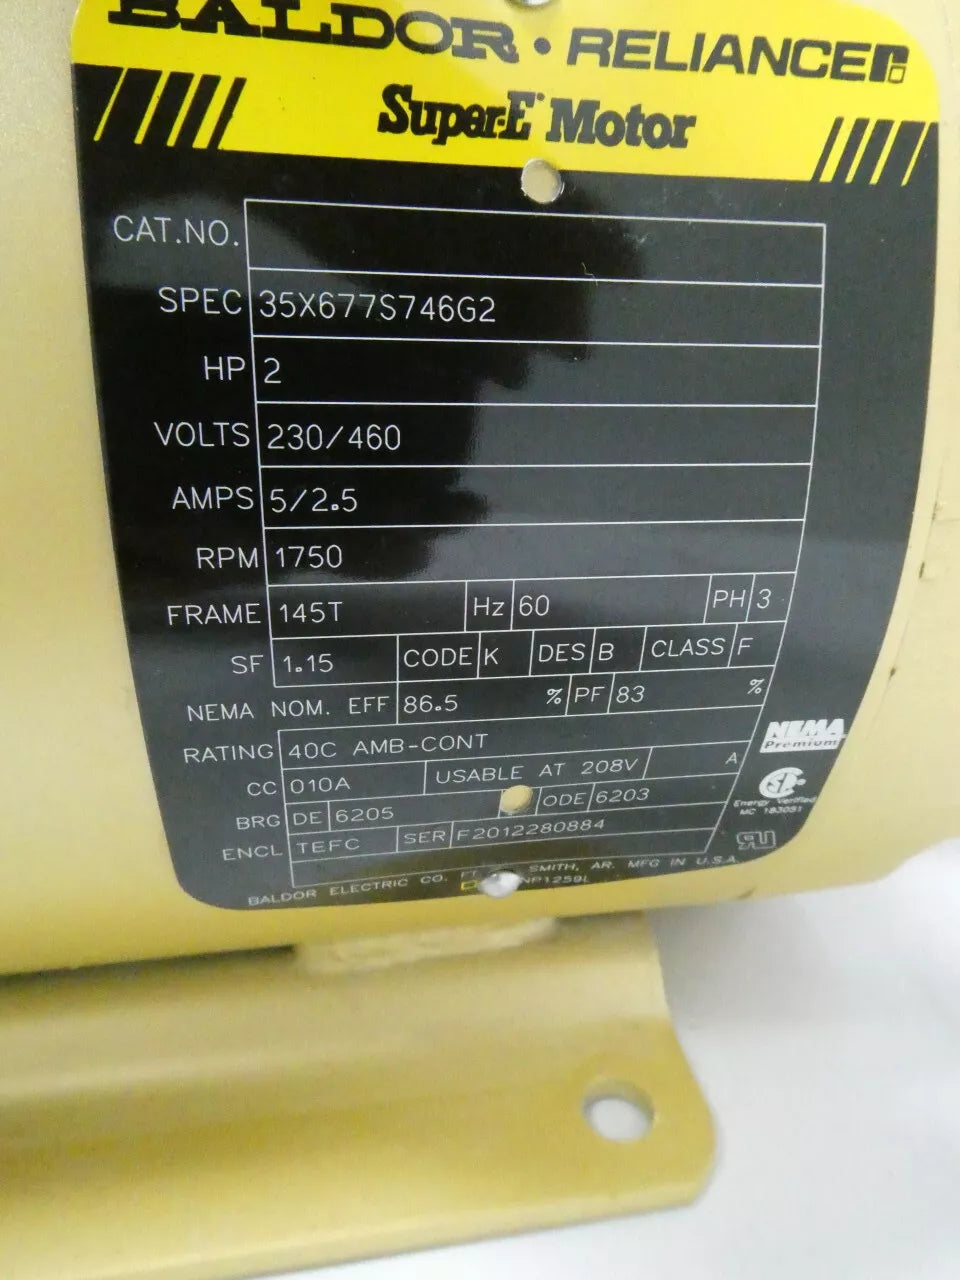 BALDOR • RELIANCE
Super-E Motor
CAT.NO.
SPEC 35X677S746G2
HP 2
VOLTS 230/460
AMPS 5/2.5
RPM 1750
FRAME 145T Hz 60 PH 3
SF 1.15 CODE K DES B CLASS F
NEMA NOM. EFF 86.5 % PF 83 %
RATING 40C AMB-CONT
NEMA
Premium
CC 010A USABLE AT 208V A
BRG DE 6205 ODE 6203
Energy Verified
MC 183051
ENCL TEFC SER F2012280884
BALDOR ELECTRIC CO. SMITH, AR. MFG IN U.S.A.
NP1259L